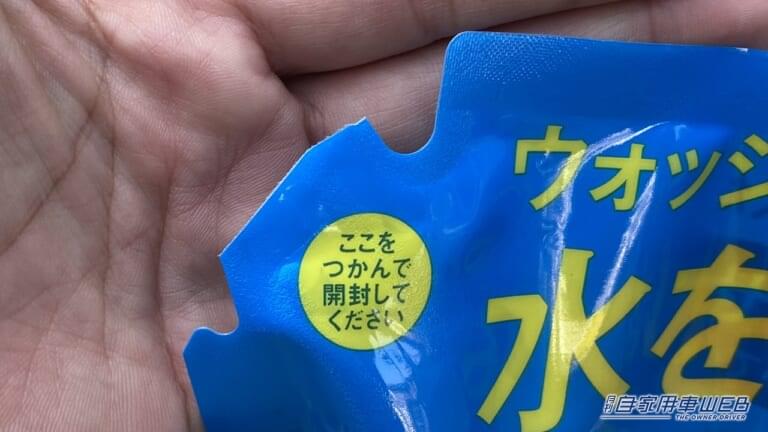 ウォッシ
水を
ここを
つかんで
開封して
ください
月刊自家用車WEB
THE OWNER DRIVER